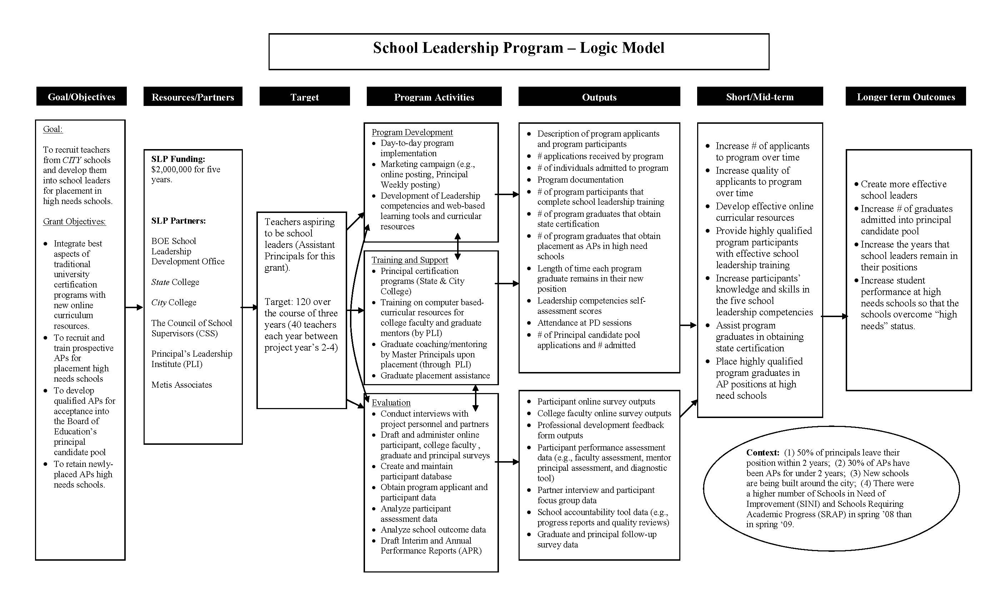 School Leadership Program – Logic Model
Goal/Objectives
Resources/Partners
Target
Program Activities
Outputs
Short/Mid-term
Longer term Outcomes
Goal:
To recruit teachers
from CITY schools
and develop them
into school leaders
for placement in
high needs schools.
Grant Objectives:
• Integrate best
aspects of
traditional
university
certification
programs with
new online
curriculum
resources.
• To recruit and
train prospective
APs for
placement high
needs schools
• To develop
qualified APs for
acceptance into
the Board of
Education’s
principal
candidate pool
• To retain newly-
placed APs high
needs schools.
SLP Funding:
$2,000,000 for five
years.
SLP Partners:
BOE School
Leadership
Development Office
State College
City College
The Council of School
Supervisors (CSS)
Principal’s Leadership
Institute (PLI)
Metis Associates
Teachers aspiring
to be school
leaders (Assistant
Principals for this
grant).
Target: 120 over
the course of three
years (40 teachers
each year between
project year’s 2-4)
Program Development
• Day-to-day program
implementation
• Marketing campaign (e.g.,
online posting, Principal
Weekly posting)
• Development of Leadership
competencies and web-based
learning tools and curricular
resources
Training and Support
• Principal certification
programs (State & City
College)
• Training on computer based-
curricular resources for
college faculty and graduate
mentors (by PLI)
• Graduate coaching/mentoring
by Master Principals upon
placement (through  PLI)
• Graduate placement assistance
Evaluation
• Conduct interviews with
project personnel and partners
• Draft and administer online
participant, college faculty ,
graduate and principal surveys
• Create and maintain
participant database
• Obtain program applicant and
participant data
• Analyze participant
assessment data
• Analyze school outcome data
• Draft Interim and Annual
Performance Reports (APR)
• Description of program applicants
and program participants
• # applications received by program
• # of individuals admitted to program
• Program documentation
• # of program participants that
complete school leadership training
• # of program graduates that obtain
state certification
• # of program graduates that obtain
placement as APs in high need
schools
• Length of time each program
graduate remains in their new
position
• Leadership competencies self-
assessment scores
• Attendance at PD sessions
• # of Principal candidate pool
applications and # admitted
• Participant online survey outputs
• College faculty online survey outputs
• Professional development feedback
form outputs
• Participant performance assessment
data (e.g., faculty assessment, mentor
principal assessment, and diagnostic
tool)
• Partner interview and participant
focus group data
• School accountability tool data (e.g.,
progress reports and quality reviews)
• Graduate and principal follow-up
survey data
• Increase # of applicants
to program over time
• Increase quality of
applicants to program
over time
• Develop effective online
curricular resources
• Provide highly qualified
program participants
with effective school
leadership training
• Increase participants’
knowledge and skills in
the five school
leadership competencies
• Assist program
graduates in obtaining
state certification
• Place highly qualified
program graduates in
AP positions at high
need schools
• Create more effective
school leaders
• Increase # of graduates
admitted into principal
candidate pool
• Increase the years that
school leaders remain in
their positions
• Increase student
performance at high
needs schools so that the
schools overcome “high
needs” status.
Context:  (1) 50% of principals leave their
position within 2 years;  (2) 30% of APs have
been APs for under 2 years;  (3) New schools
are being built around the city;  (4) There were
a higher number of Schools in Need of
Improvement (SINI) and Schools Requiring
Academic Progress (SRAP) in spring ’08 than
in spring ‘09.